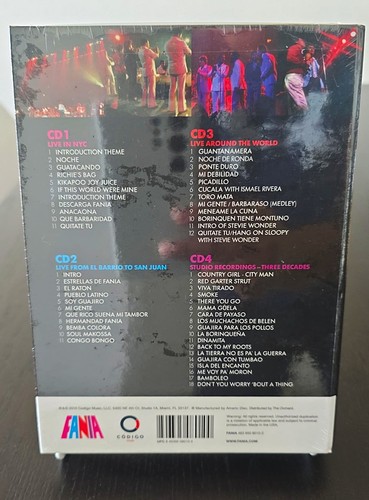 CD1
LIVE IN NYC
1 INTRODUCTION THEME
2 NOCHE
3 GUATACANDO
4 RICHIE'S BAG
5 KIKAPOO JOY JUICE
6 IF THIS WORLD WERE MINE
7 INTRODUCTION THEME
8 DESCARGA FANIA
9 ANACAONA
10 QUE BARBARIDAD
11 QUITATE TU
CD2
LIVE FROM EL BARRIO TO SAN JUAN
1 INTRO
2 ESTRELLAS DE FANIA
3 EL RATON
4 PUEBLO LATINO
5 SOY GUAJIRO
6 MI GENTE
7 QUE RICO SUENA MI TAMBOR
8 HERMANDAD FANIA
9 BEMBA COLORA
10 SOUL MAKOSSA
11 CONGO BONGO
CD3
LIVE AROUND THE WORLD
1 GUANTANAMERA
2 NOCHE DE RONDA
3 PONTE DURO
4 MI DEBILIDAD
5 PICADILLO
6 CUCALA WITH ISMAEL RIVERA
7 TORO MATA
8 MI GENTE / BARBARASO (MEDLEY)
9 MENEAME LA CUNA
10 BORINQUEN TIENE MONTUNO
11 INTRO OF STEVIE WONDER
12 QUITATE TU/HANG ON SLOOPY
WITH STEVIE WONDER
CD4
STUDIO RECORDINGS—THREE DECADES
1 COUNTRY GIRL - CITY MAN
2 RED GARTER STRUT
3 VIVA TIRADO
4 SMOKE
5 THERE YOU GO
6 MAMA GÜELA
7 CARA DE PAYASO
8 LOS MUCHACHOS DE BELEN
9 GUAJIRA PARA LOS POLLOS
10 LA BORINQUEÑA
11 DINAMITA
12 BACK TO MY ROOTS
13 LA TIERRA NO ES PA' LA GUERRA
14 GUAJIRA CON TUMBAO
15 ISLA DEL ENCANTO
16 ME VOY PA' MORON
17 BAMBOLEO
18 DON'T YOU WORRY 'BOUT A THING
FANIA
CODIGO
WWW.FANIA.COM